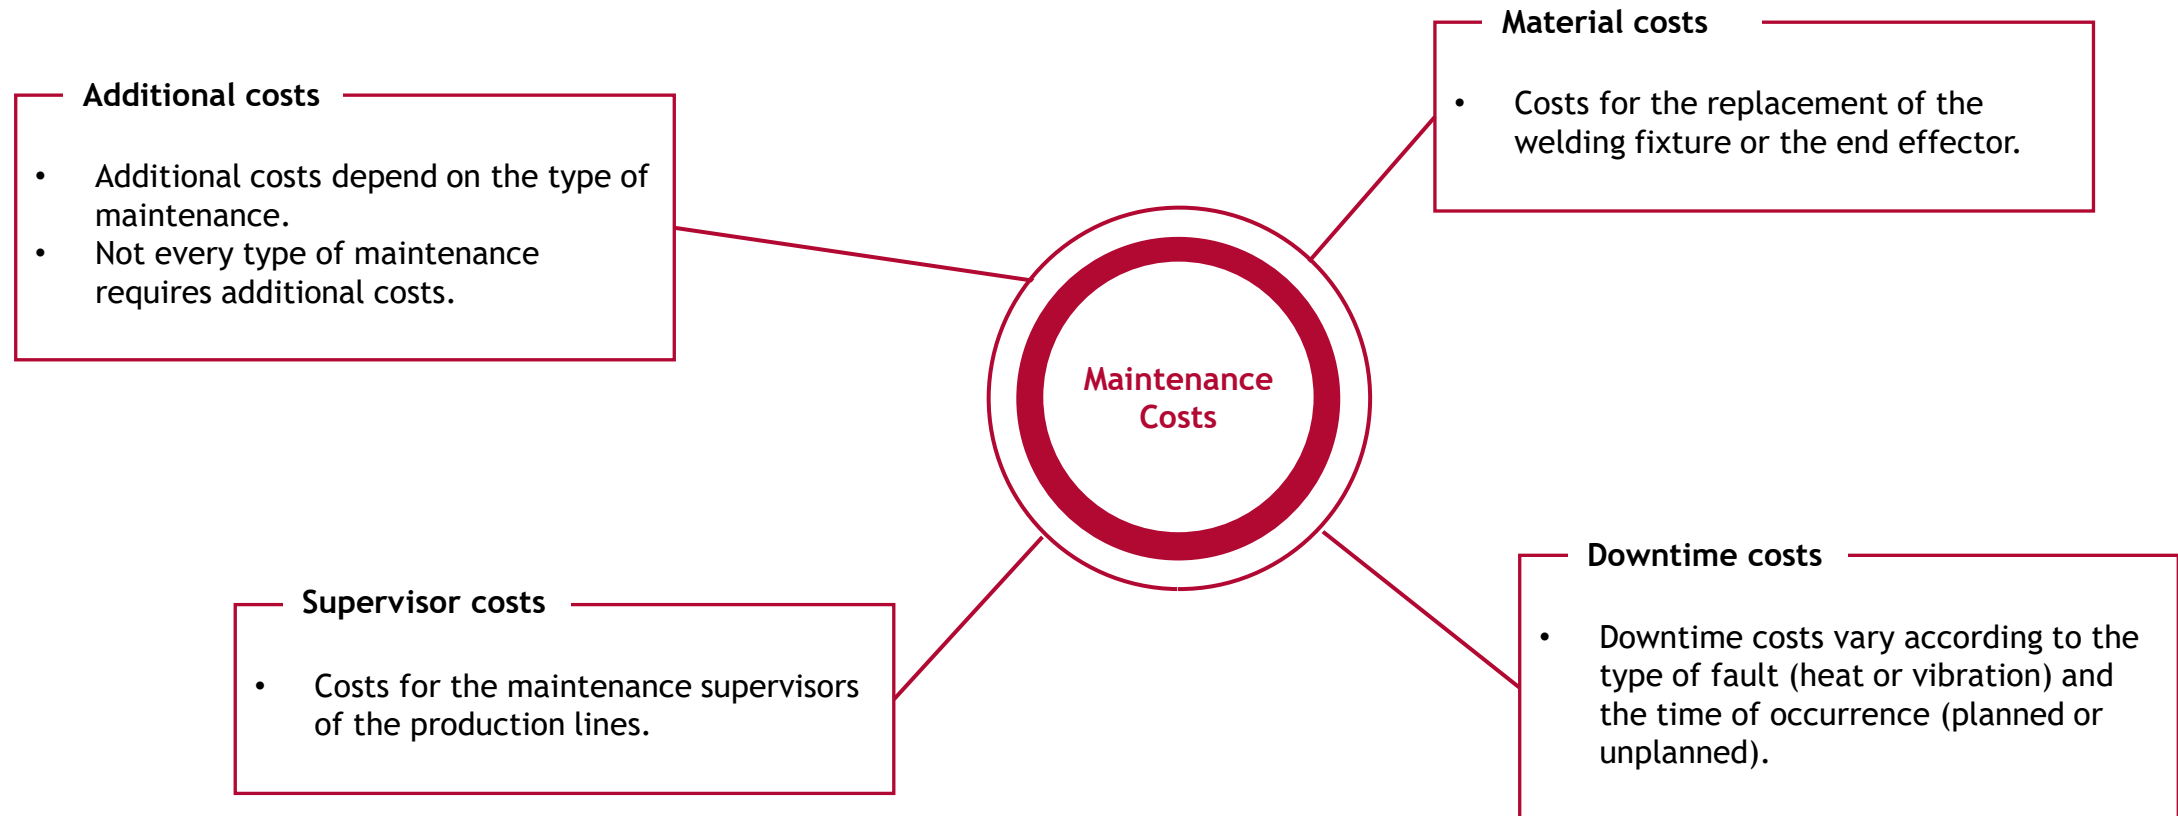 Material costs
• Costs for the replacement of the
welding fixture or the end effector.
Additional costs
• Additional costs depend on the type of
maintenance.
• Not every type of maintenance
requires additional costs.
Maintenance
Costs
Supervisor costs
• Costs for the maintenance supervisors
of the production lines.
Downtime costs
• Downtime costs vary according to the
type of fault (heat or vibration) and
the time of occurrence (planned or
unplanned).